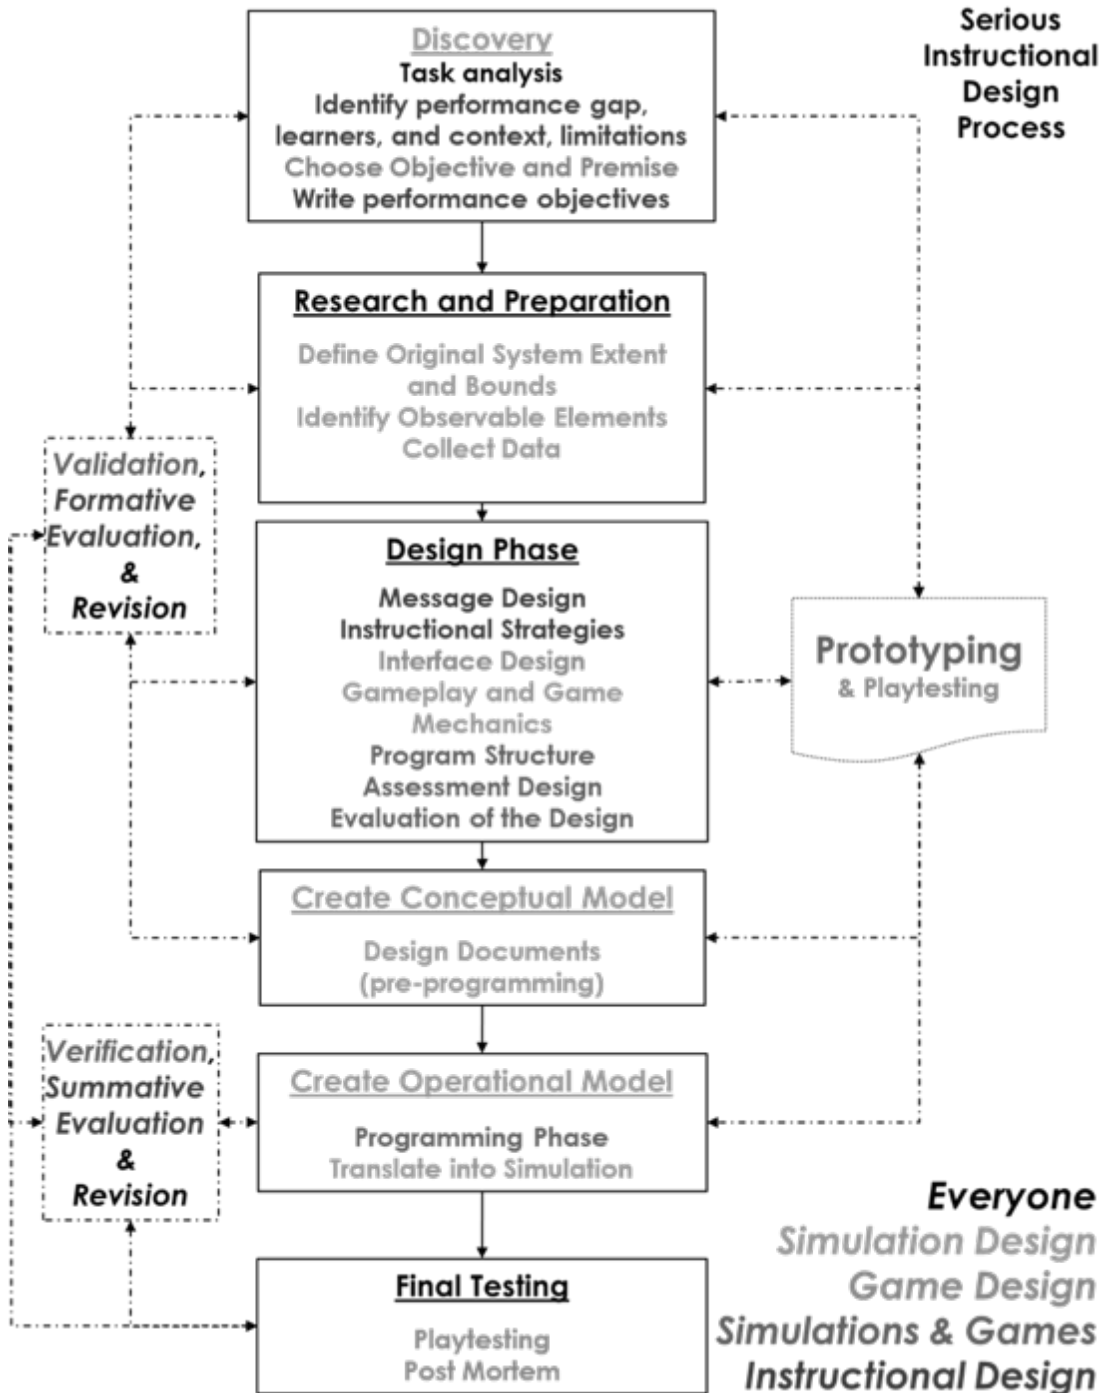 Serious
Instructional
Design
Process
Discovery
Task analysis
Identify performance gap,
learners, and context, limitations
Choose Objective and Premise
Write performance objectives
Research and Preparation
Define Original System Extent
and Bounds
Identify Observable Elements
Collect Data
Validation,
Formative
Evaluation,
&
Revision
Design Phase
Message Design
Instructional Strategies
Interface Design
Gameplay and Game
Mechanics
Program Structure
Assessment Design
Evaluation of the Design
Prototyping
& Playtesting
Create Conceptual Model
Design Documents
(pre-programming)
Verification,
Summative
Evaluation
&
Revision
Create Operational Model
Programming Phase
Translate into Simulation
Final Testing
Playtesting
Post Mortem
Everyone
Simulation Design
Game Design
Simulations & Games
Instructional Design